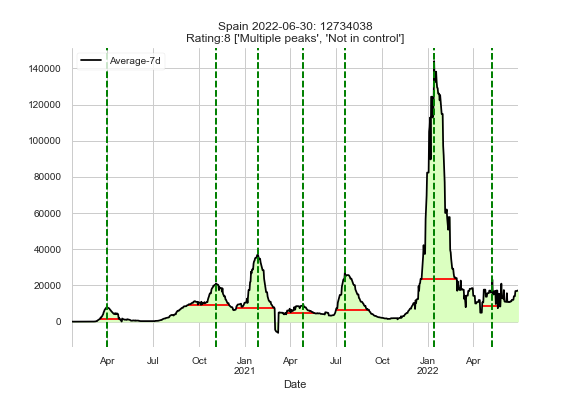 Spain 2022-06-30: 12734038
Rating:8 ['Multiple peaks', 'Not in control']
Average-7d
140000
120000
100000
80000
60000
40000
20000
0
Apr Jul Oct Jan Apr Jul Oct Jan Apr
2021 2022
Date